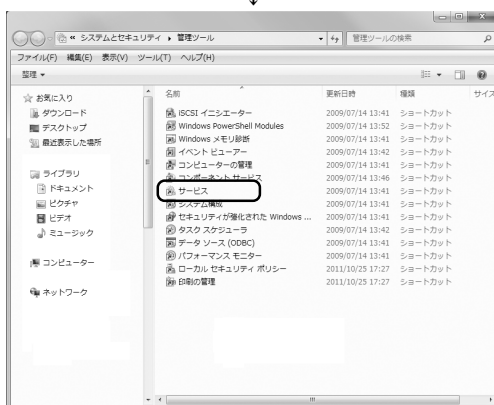 システムとセキュリティ ▸ 管理ツール
管理ツールの検索
ファイル(F) 編集(E) 表示(V) ツール(T) ヘルプ(H)
整理
お気に入り
ダウンロード
デスクトップ
最近表示した場所
ライブラリ
ドキュメント
ピクチャ
ビデオ
ミュージック
コンピューター
ネットワーク
名前 更新日時 種類 サイズ
iSCSI イニシエーター 2009/07/14 13:41 ショートカット
Windows PowerShell Modules 2009/07/14 13:52 ショートカット
Windows メモリ診断 2009/07/14 13:41 ショートカット
イベント ビューアー 2009/07/14 13:42 ショートカット
コンピューターの管理 2009/07/14 13:41 ショートカット
コンポーネント サービス 2009/07/14 13:46 ショートカット
サービス 2009/07/14 13:41 ショートカット
システム構成 2009/07/14 13:41 ショートカット
セキュリティが強化された Windows ... 2009/07/14 13:41 ショートカット
タスク スケジューラ 2009/07/14 13:42 ショートカット
データ ソース (ODBC) 2009/07/14 13:41 ショートカット
パフォーマンス モニター 2009/07/14 13:41 ショートカット
ローカル セキュリティ ポリシー 2011/10/25 17:27 ショートカット
印刷の管理 2011/10/25 17:27 ショートカット